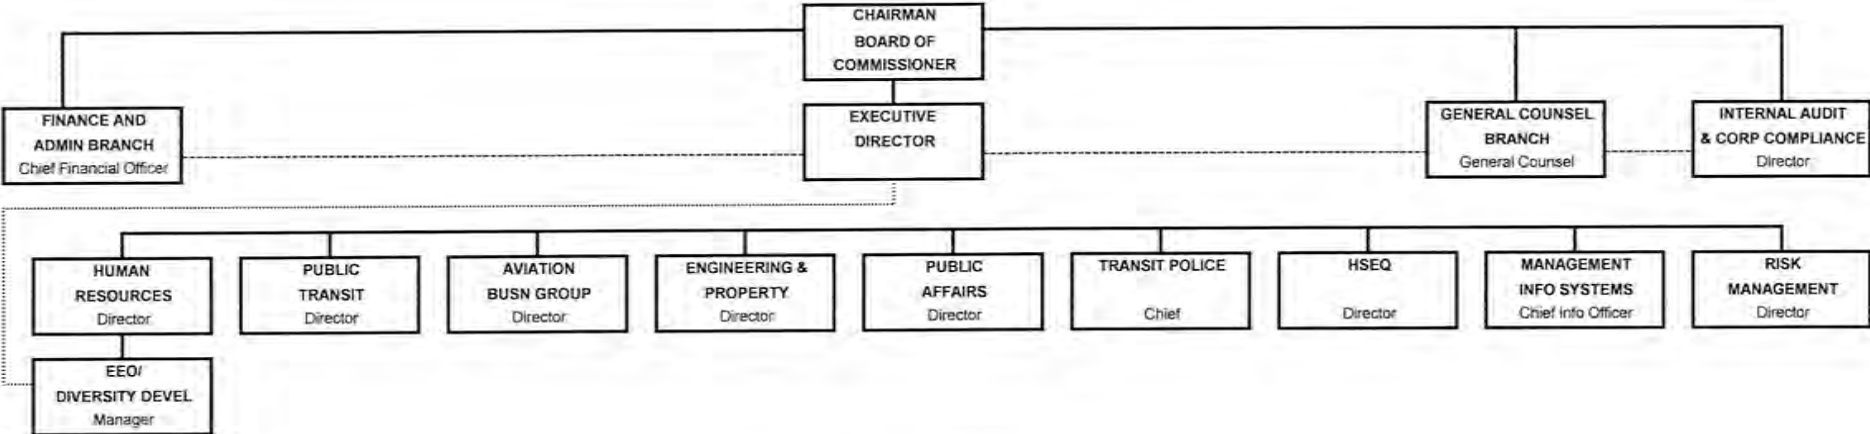 CHAIRMAN
BOARD OF
COMMISSIONER
FINANCE AND
ADMIN BRANCH
Chief Financial Officer
EXECUTIVE
DIRECTOR
GENERAL COUNSEL
BRANCH
General Counsel
INTERNAL AUDIT
& CORP COMPLIANCE
Director
HUMAN
RESOURCES
Director
PUBLIC
TRANSIT
Director
AVIATION
BUSN GROUP
Director
ENGINEERING &
PROPERTY
Director
PUBLIC
AFFAIRS
Director
TRANSIT POLICE
Chief
HSEQ
Director
MANAGEMENT
INFO SYSTEMS
Chief Info Officer
RISK
MANAGEMENT
Director
EEO/
DIVERSITY DEVEL
Manager